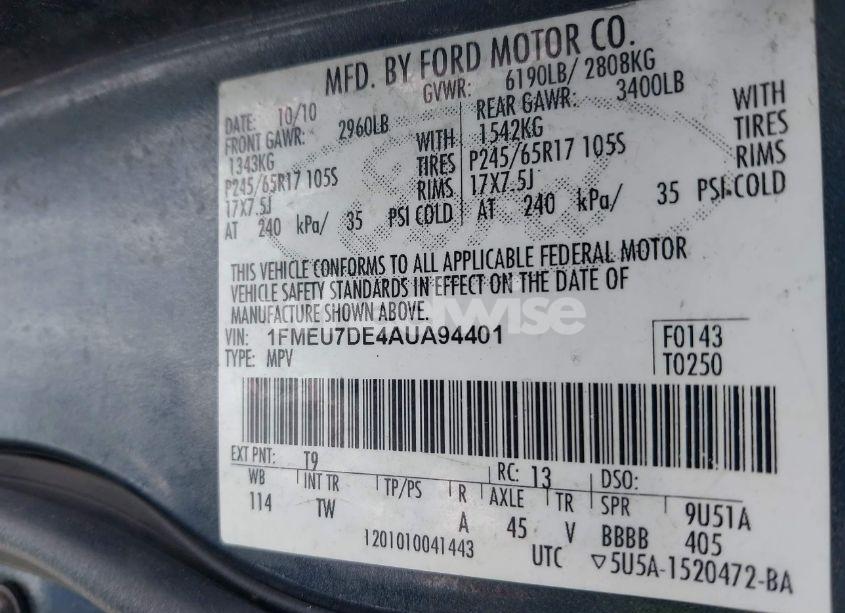 MFD. BY FORD MOTOR CO.
DATE: 10/10 GVWR: 6190LB/ 2808KG
FRONT GAWR: 2960LB REAR GAWR: 3400LB
1343KG WITH 1542KG WITH
P245/65R17 105S TIRES P245/65R17 105S TIRES
17X7.5J RIMS 17X7.5J RIMS
AT 240 kPa/ 35 PSI COLD AT 240 kPa/ 35 PSI COLD
THIS VEHICLE CONFORMS TO ALL APPLICABLE FEDERAL MOTOR
VEHICLE SAFETY STANDARDS IN EFFECT ON THE DATE OF
MANUFACTURE SHOWN ABOVE.
VIN: 1FMEU7DE4AUA94401 F0143
TYPE: MPV T0250
EXT PNT: T9 RC: 13 DSO:
WB INT TR TP/PS R AXLE TR SPR 9U51A
114 TW A 45 V BBBB 405
1201010041443 UTC ▽5U5A-1520472-BA